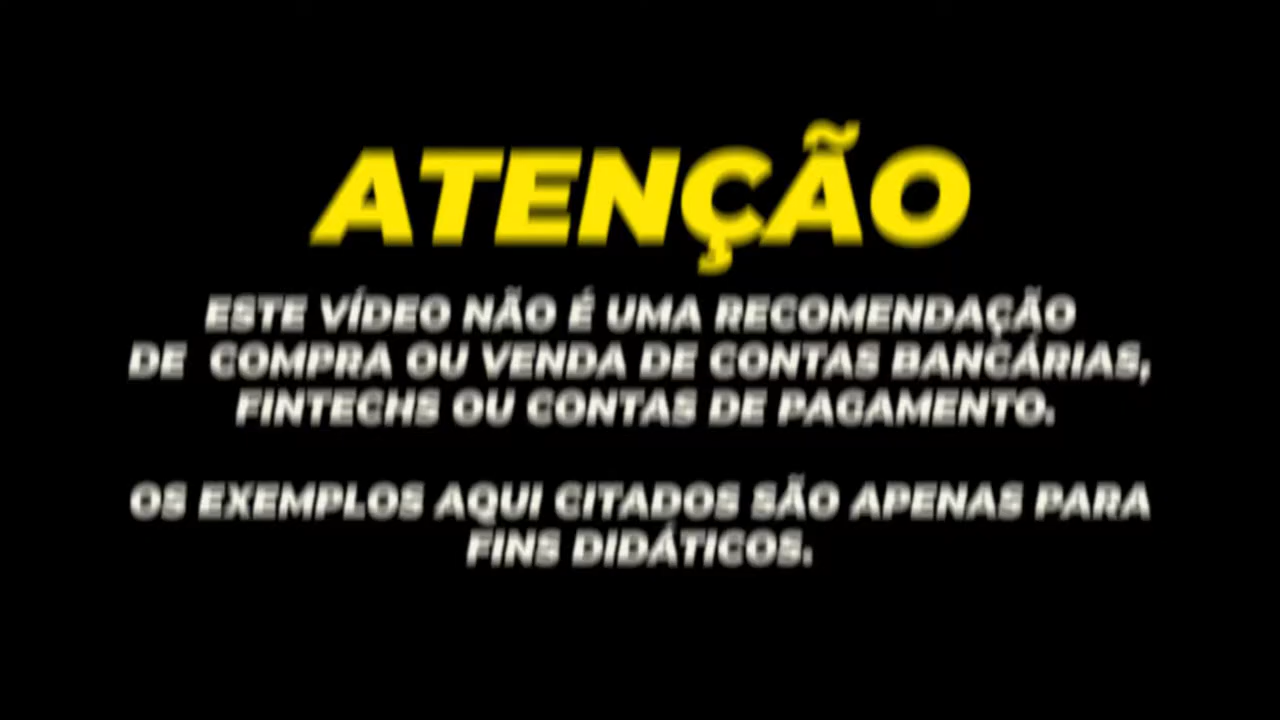 ATENÇÃO
ESTE VÍDEO NÃO É UMA RECOMENDAÇÃO
DE COMPRA OU VENDA DE CONTAS BANCÁRIAS,
FINTECHS OU CONTAS DE PAGAMENTO.
OS EXEMPLOS AQUI CITADOS SÃO APENAS PARA
FINS DIDÁTICOS.